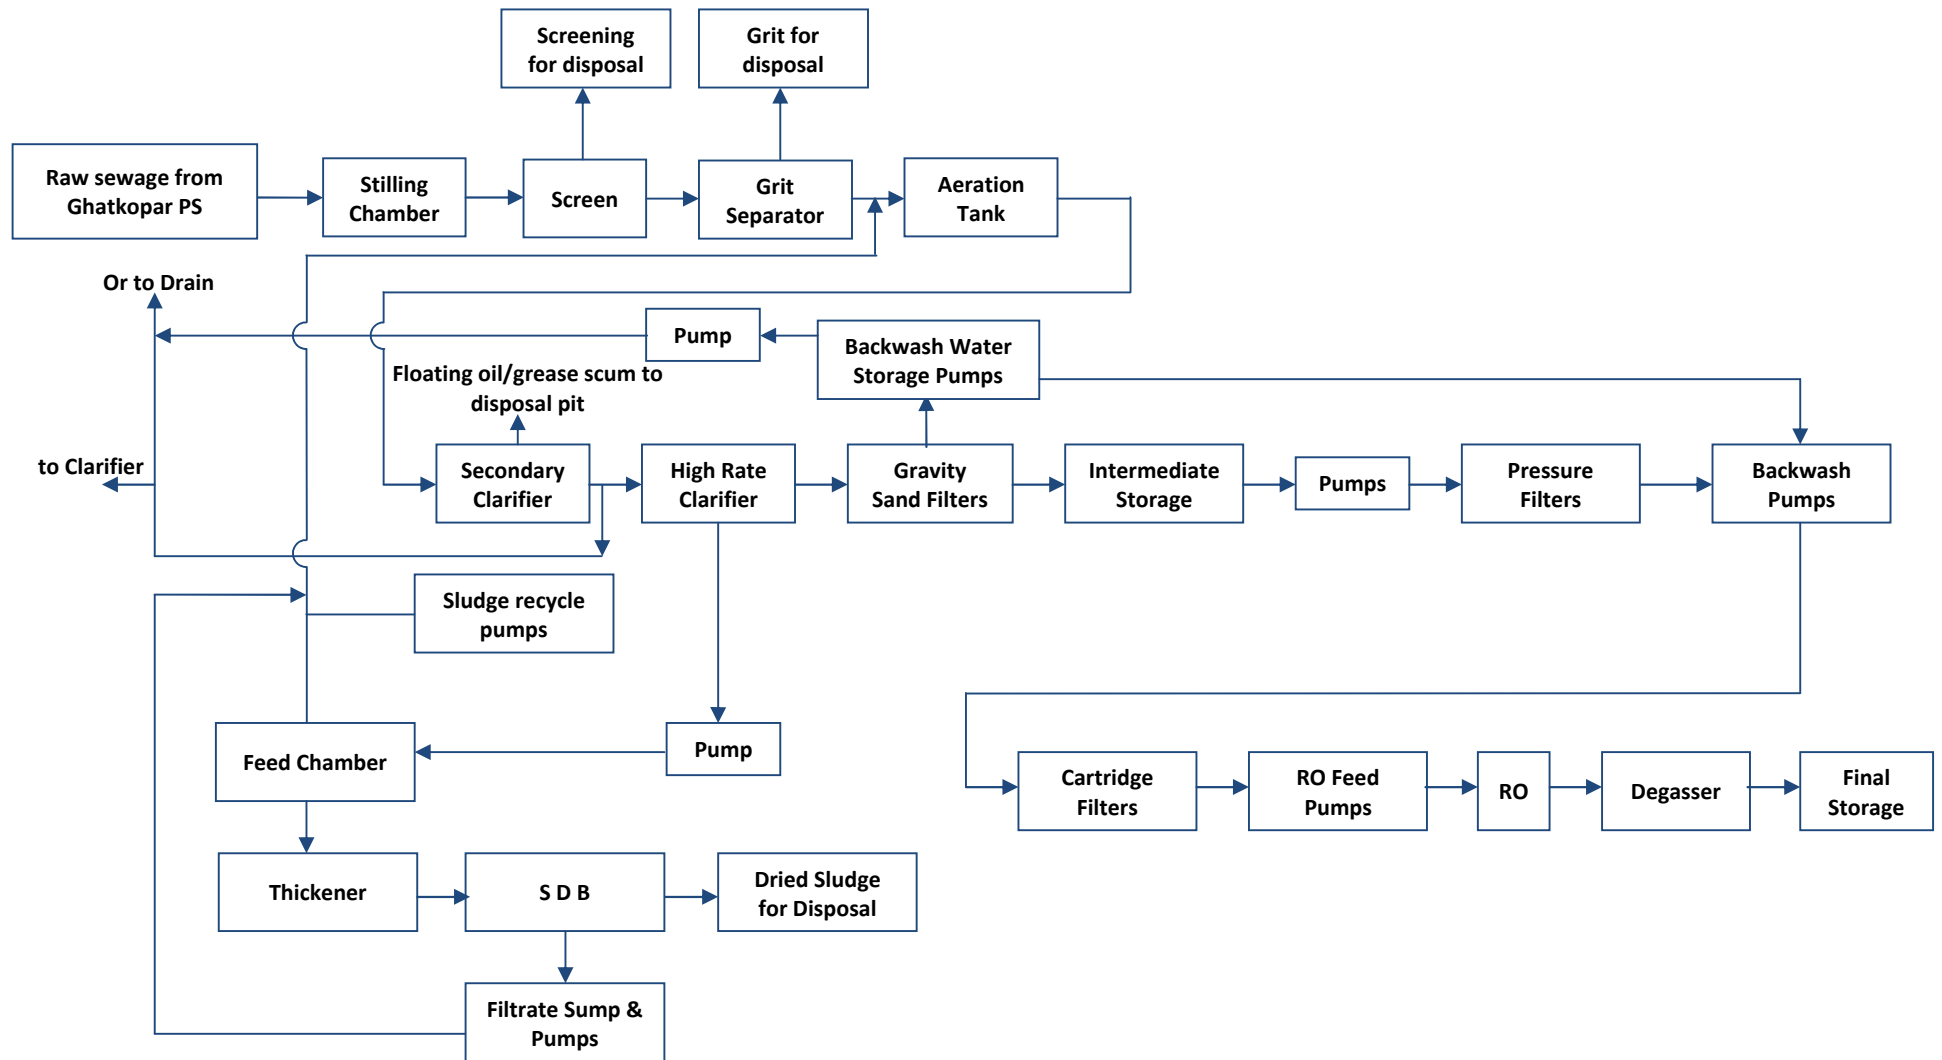 Screening
for disposal
Grit for
disposal
Raw sewage from
Ghatkopar PS
Stilling
Chamber
Screen
Grit
Separator
Aeration
Tank
Or to Drain
Pump
Backwash Water
Storage Pumps
Floating oil/grease scum to
disposal pit
to Clarifier
Secondary
Clarifier
High Rate
Clarifier
Gravity
Sand Filters
Intermediate
Storage
Pumps
Pressure
Filters
Backwash
Pumps
Sludge recycle
pumps
Feed Chamber
Pump
Cartridge
Filters
RO Feed
Pumps
RO
Degasser
Final
Storage
Thickener
S D B
Dried Sludge
for Disposal
Filtrate Sump &
Pumps